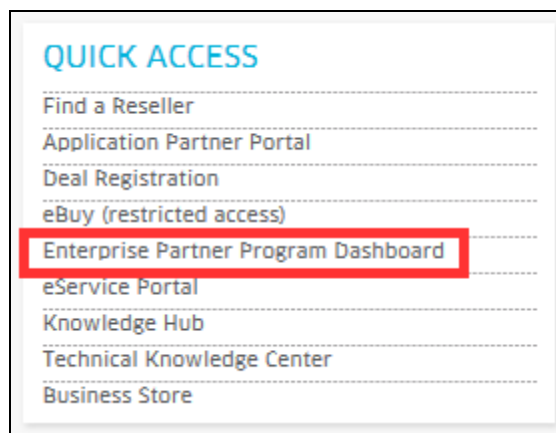 QUICK ACCESS
Find a Reseller
Application Partner Portal
Deal Registration
eBuy (restricted access)
Enterprise Partner Program Dashboard
eService Portal
Knowledge Hub
Technical Knowledge Center
Business Store